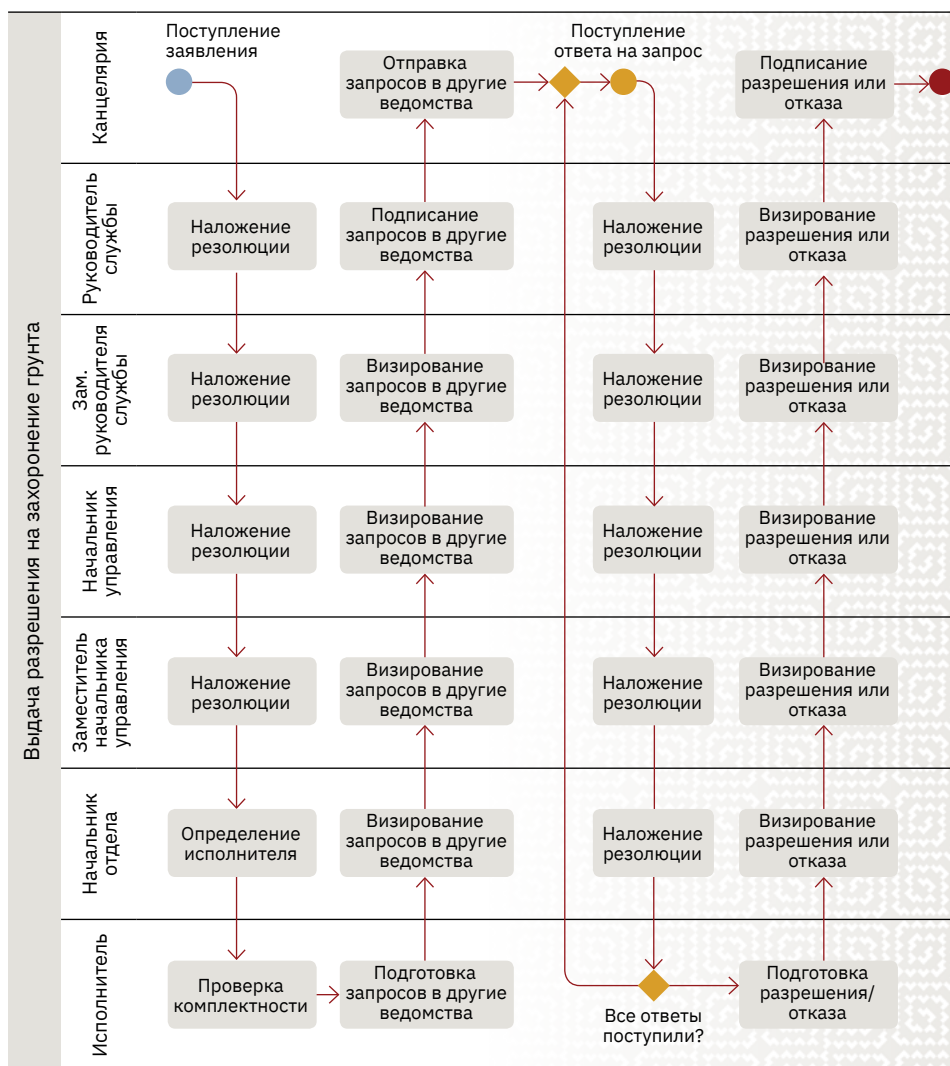 Выдача разрешения на захоронение грунта
Канцелярия
Поступление
заявления
Отправка
запросов в другие
ведомства
Поступление
ответа на запрос
Подписание
разрешения или
отказа
Руководитель
службы
Наложение
резолюции
Подписание
запросов в другие
ведомства
Наложение
резолюции
Визирование
разрешения или
отказа
Зам.
руководителя
службы
Наложение
резолюции
Визирование
запросов в другие
ведомства
Наложение
резолюции
Визирование
разрешения или
отказа
Начальник
управления
Наложение
резолюции
Визирование
запросов в другие
ведомства
Наложение
резолюции
Визирование
разрешения или
отказа
Заместитель
начальника
управления
Наложение
резолюции
Визирование
запросов в другие
ведомства
Наложение
резолюции
Визирование
разрешения или
отказа
Начальник
отдела
Определение
исполнителя
Визирование
запросов в другие
ведомства
Наложение
резолюции
Визирование
разрешения или
отказа
Исполнитель
Проверка
комплектности
Подготовка
запросов в другие
ведомства
Все ответы
поступили?
Подготовка
разрешения/
отказа